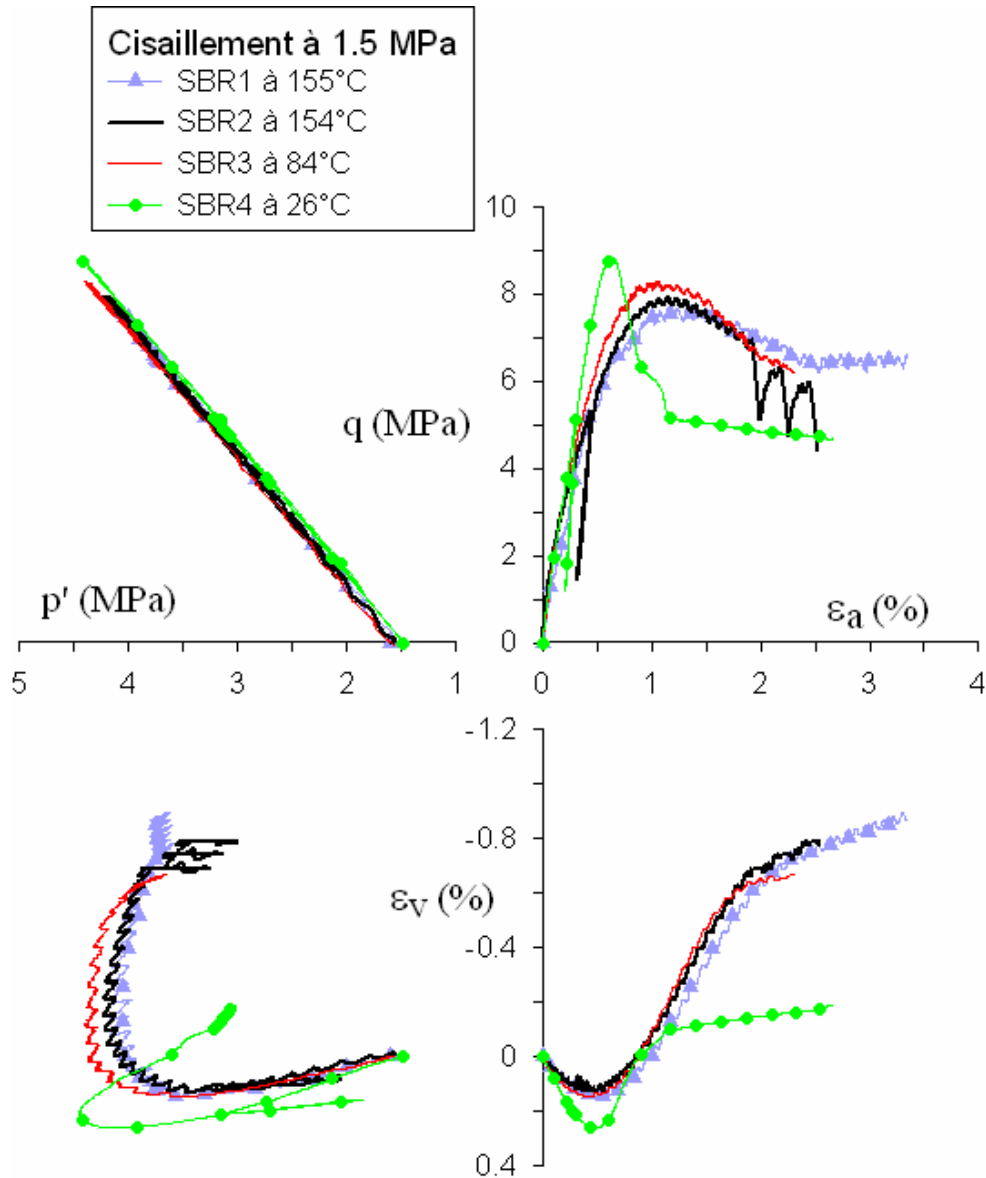 Cisaillement à 1.5 MPa
SBR1 à 155°C
SBR2 à 154°C
SBR3 à 84°C
SBR4 à 26°C
10
8
6
4
2
0
q (MPa)
p' (MPa)
εa (%)
5 4 3 2 1
0 1 2 3 4
-1.2
-0.8
-0.4
0
0.4
εv (%)